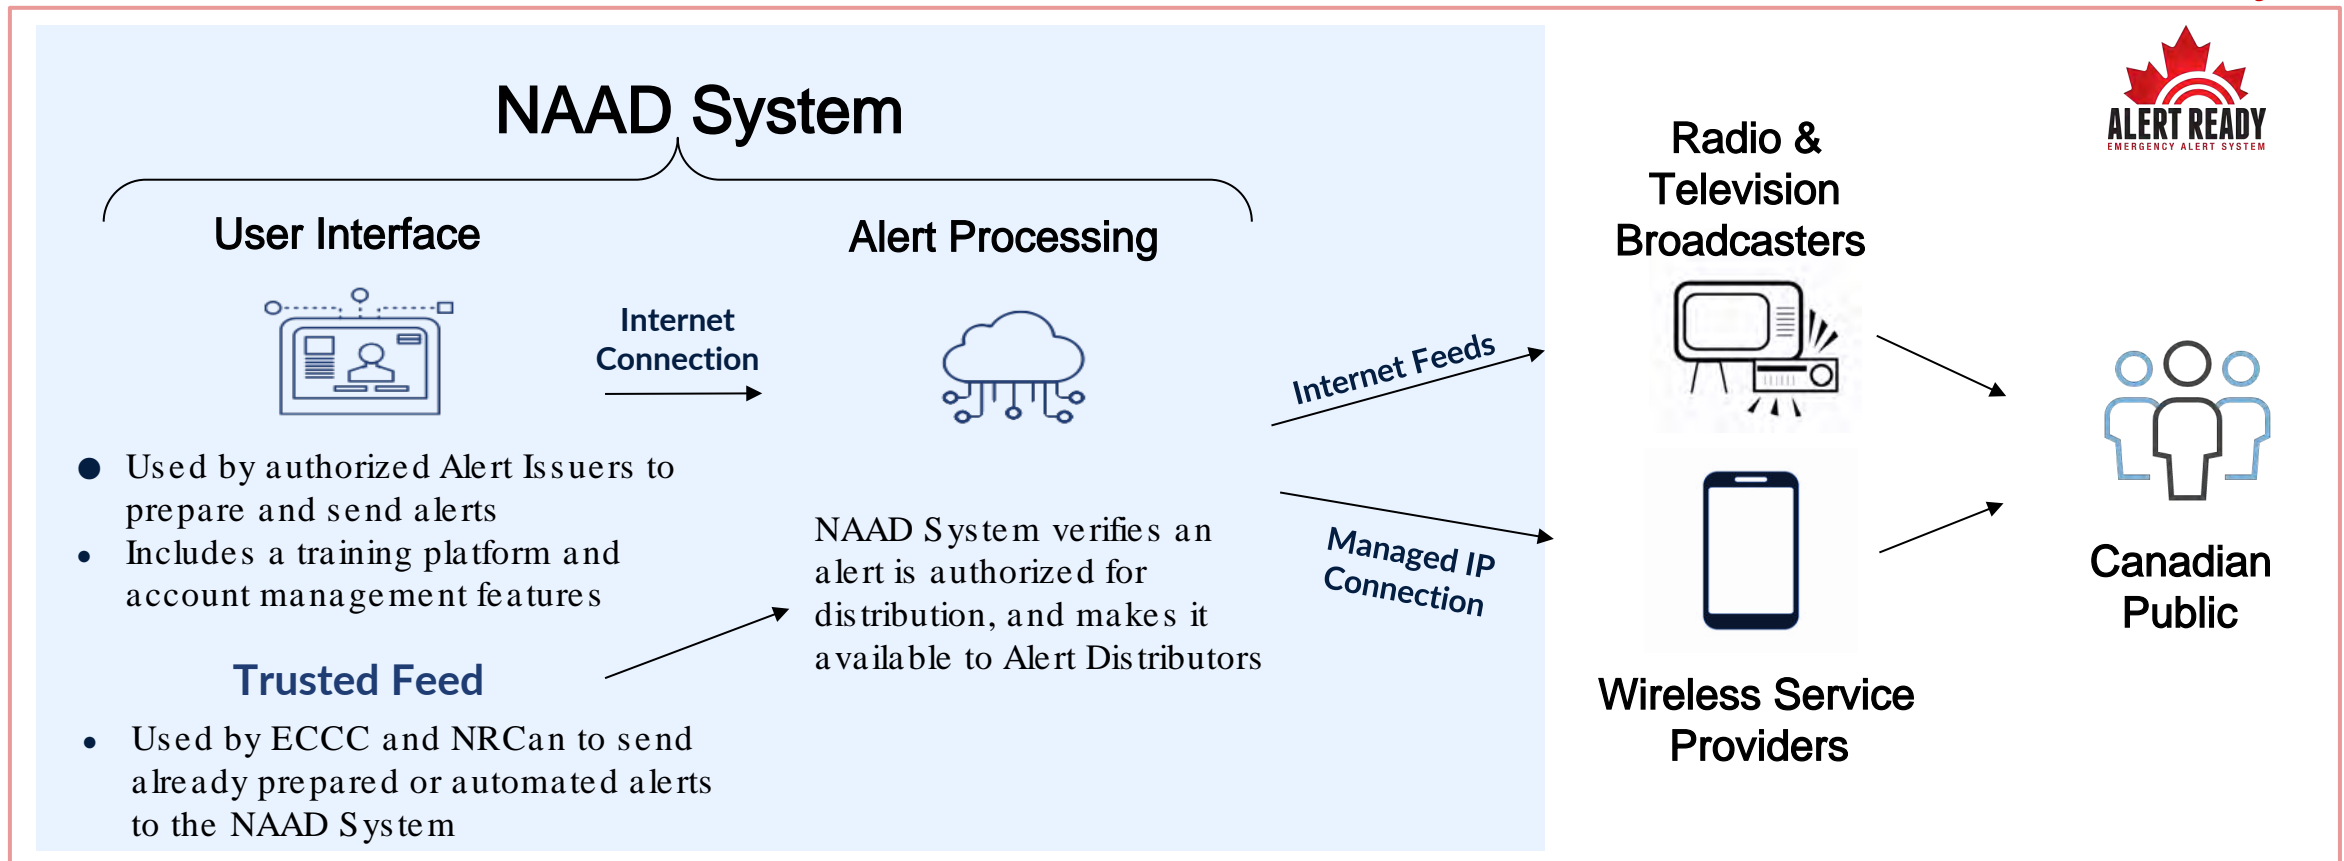 NAAD System
User Interface
Internet
Connection
Alert Processing
● Used by authorized Alert Issuers to
prepare and send alerts
● Includes a training platform and
account management features
Trusted Feed
● Used by ECCC and NRCan to send
already prepared or automated alerts
to the NAAD System
NAAD System verifies an
alert is authorized for
distribution, and makes it
available to Alert Distributors
Internet Feeds
Managed IP
Connection
Radio &
Television
Broadcasters
Wireless Service
Providers
ALERT READY
EMERGENCY ALERT SYSTEM
Canadian
Public